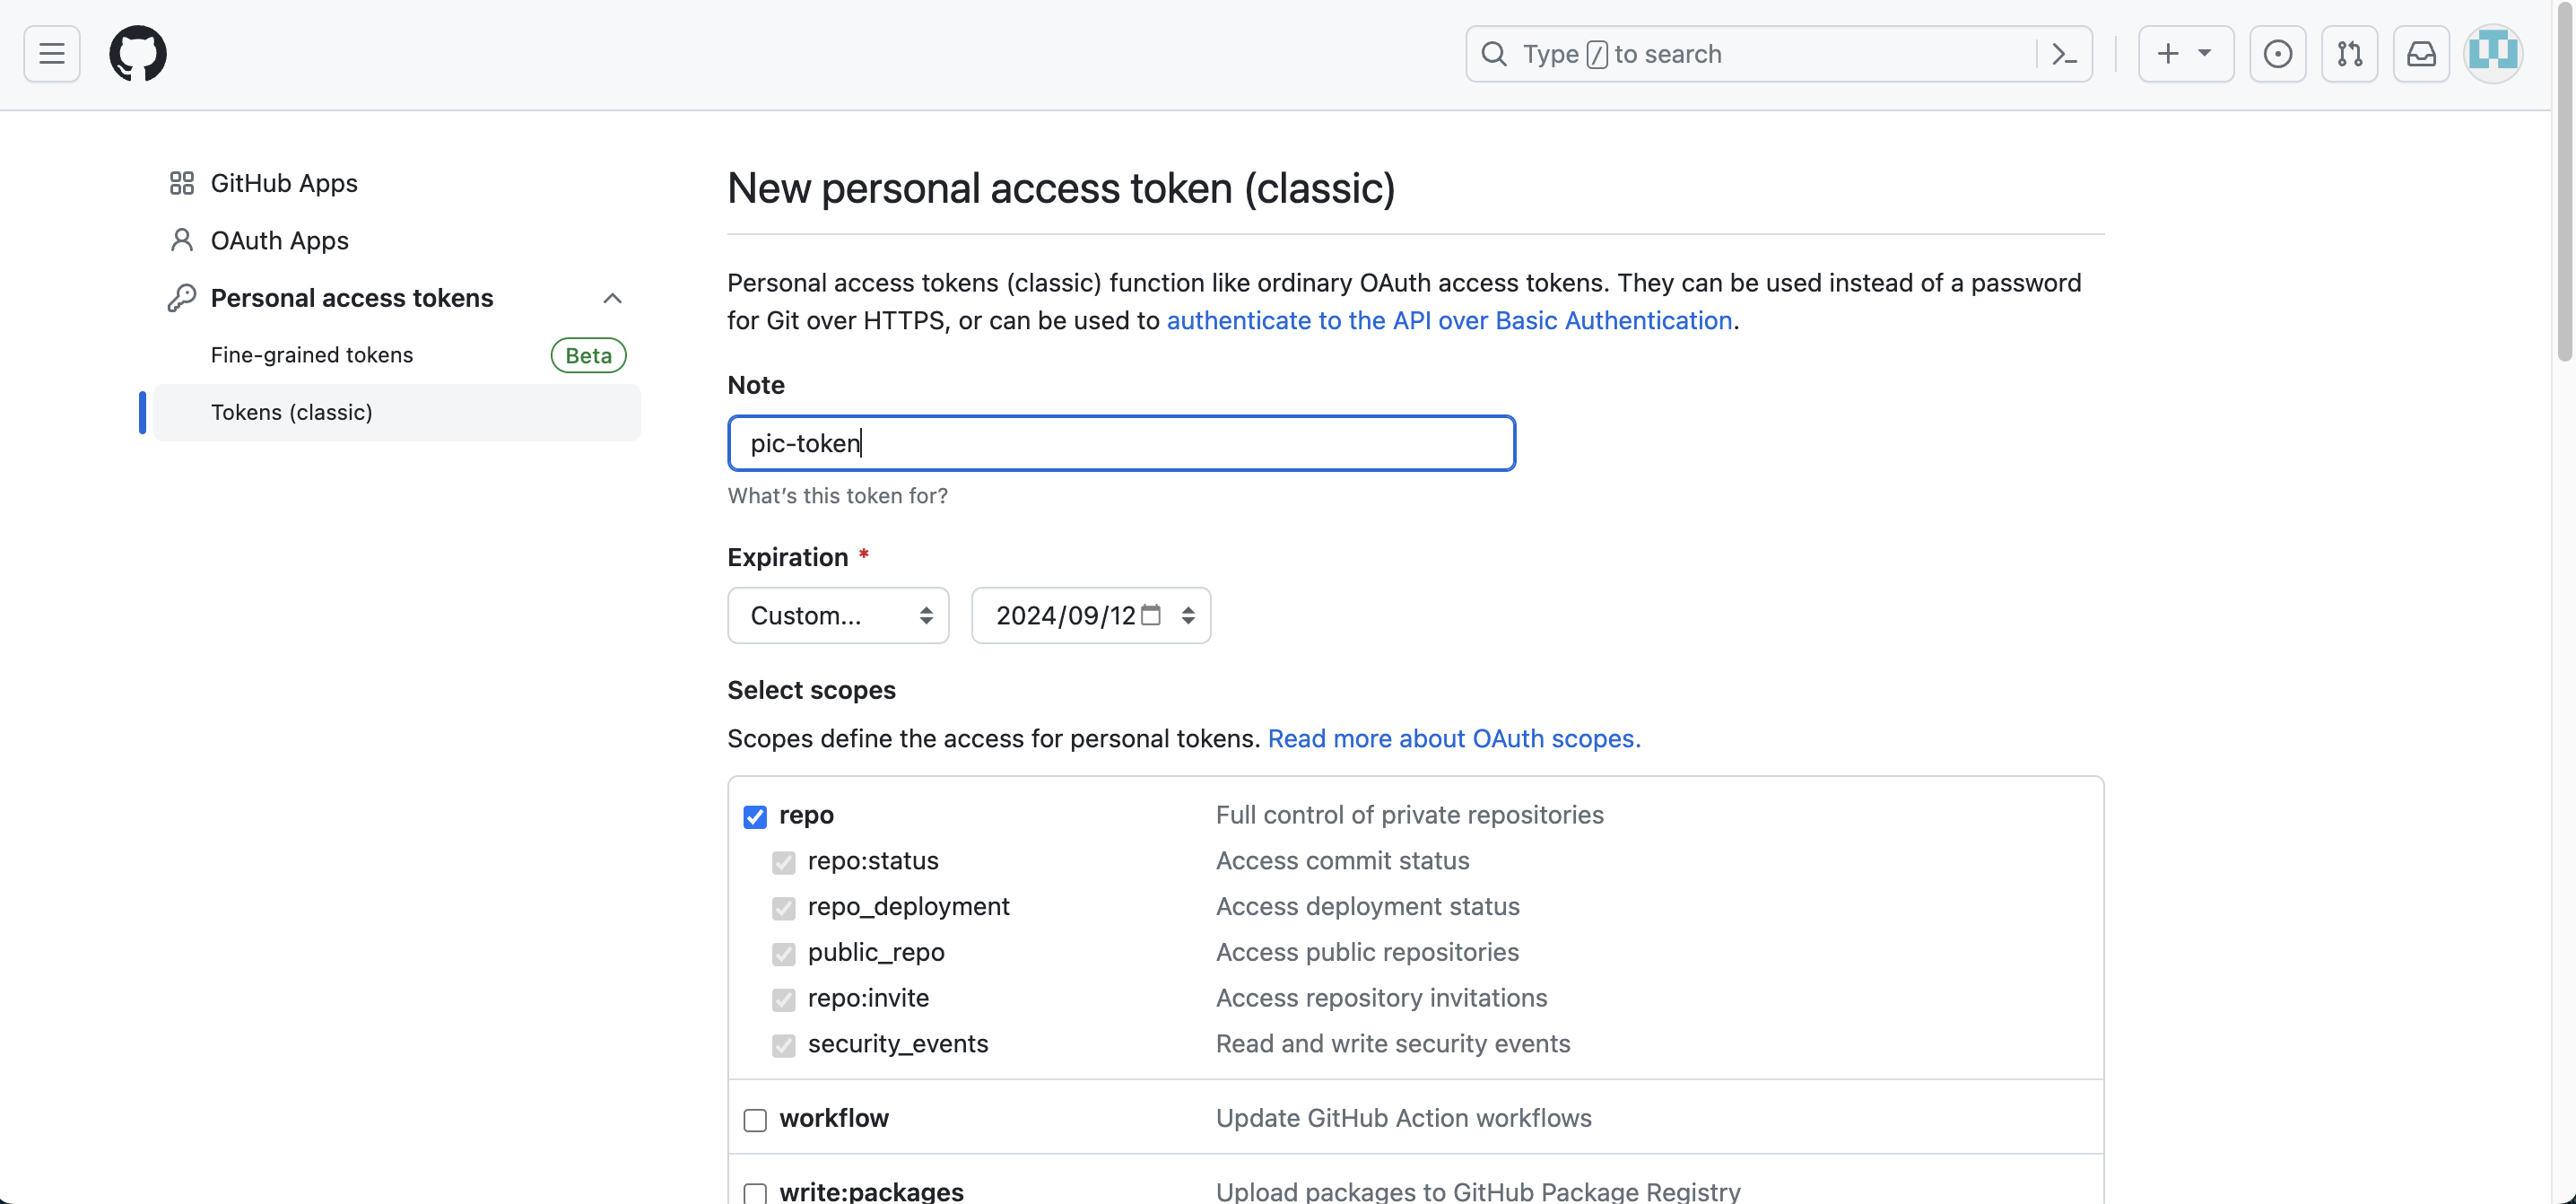 Type / to search
GitHub Apps
OAuth Apps
Personal access tokens
Fine-grained tokens Beta
Tokens (classic)
New personal access token (classic)
Personal access tokens (classic) function like ordinary OAuth access tokens. They can be used instead of a password
for Git over HTTPS, or can be used to authenticate to the API over Basic Authentication.
Note
pic-token
What's this token for?
Expiration *
Custom... 2024/09/12
Select scopes
Scopes define the access for personal tokens. Read more about OAuth scopes.
repo Full control of private repositories
repo:status Access commit status
repo_deployment Access deployment status
public_repo Access public repositories
repo:invite Access repository invitations
security_events Read and write security events
workflow Update GitHub Action workflows
write:packages Upload packages to GitHub Package Registry